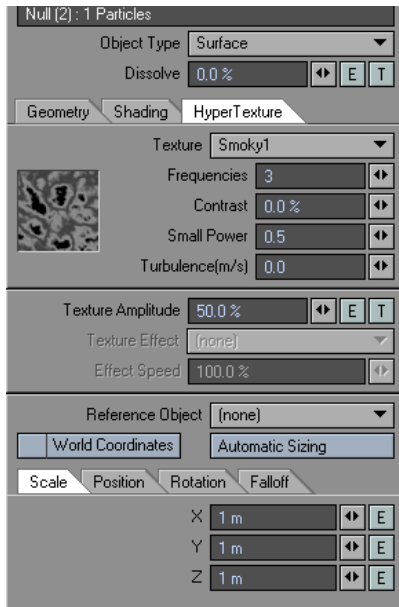 Null (2) : 1 Particles
Object Type Surface
Dissolve 0.0 % E T
Geometry Shading HyperTexture
Texture Smoky1
Frequencies 3
Contrast 0.0 %
Small Power 0.5
Turbulence(m/s) 0.0
Texture Amplitude 50.0 % E T
Texture Effect (none)
Effect Speed 100.0 %
Reference Object (none)
World Coordinates Automatic Sizing
Scale Position Rotation Falloff
X 1 m E
Y 1 m E
Z 1 m E